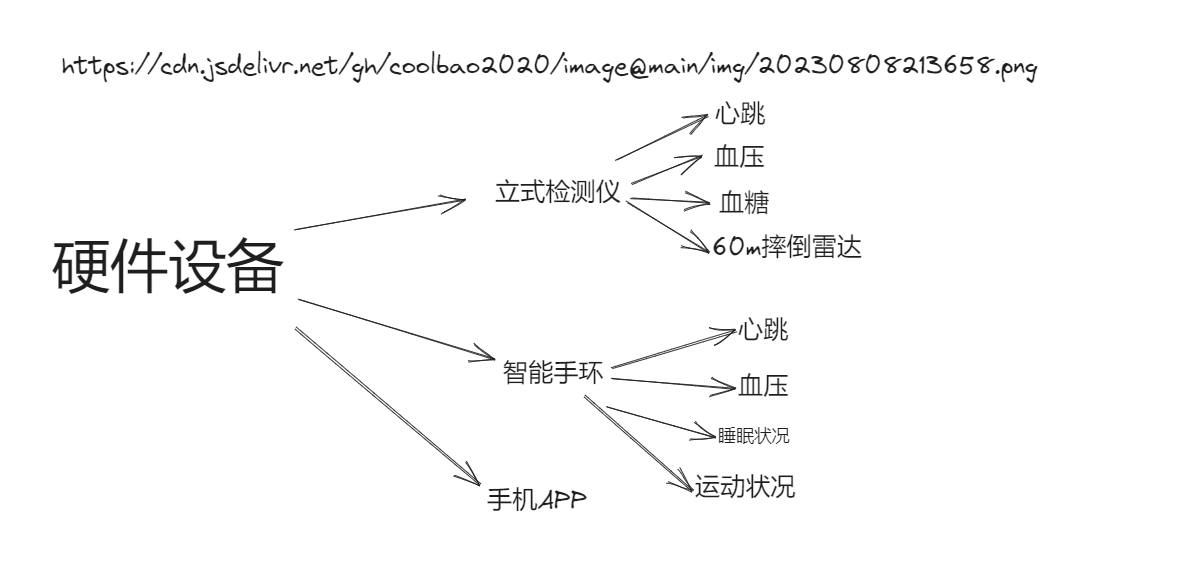 https://cdn.jsdelivr.net/gh/coolbao2020/image@main/img/20230808213658.png
硬件设备
立式检测仪
心跳
血压
血糖
60m摔倒雷达
智能手环
心跳
血压
睡眠状况
运动状况
手机APP